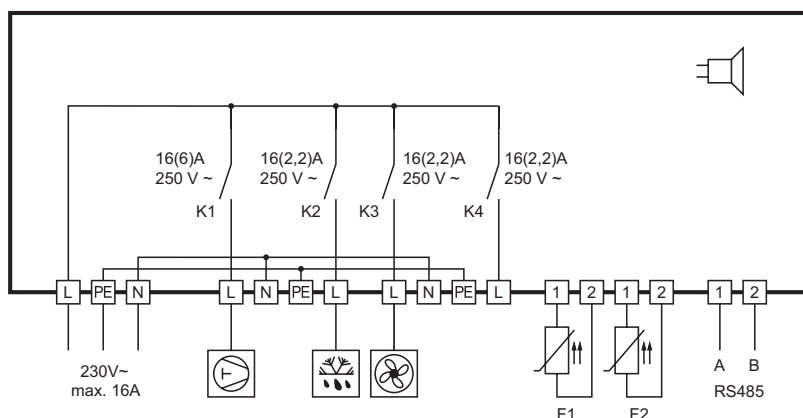 16(6)A 16(2,2)A 16(2,2)A 16(2,2)A
250 V ~ 250 V ~ 250 V ~ 250 V ~
K1 K2 K3 K4
L PE N L N PE L L N PE L 1 2 1 2 1 2
230V~
max. 16A
T
A B
RS485
F1 F2